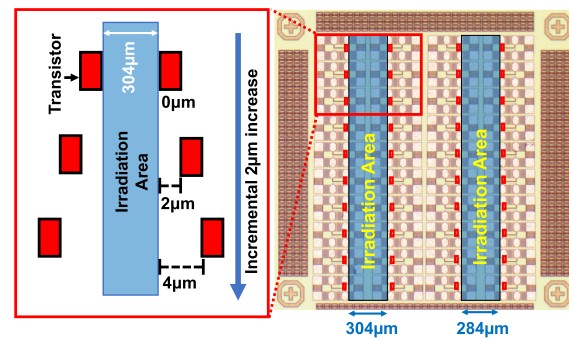 Transistor
304μm
0μm
Irradiation
Area
2μm
4μm
Incremental 2μm increase
Irradiation Area
Irradiation Area
304μm
284μm